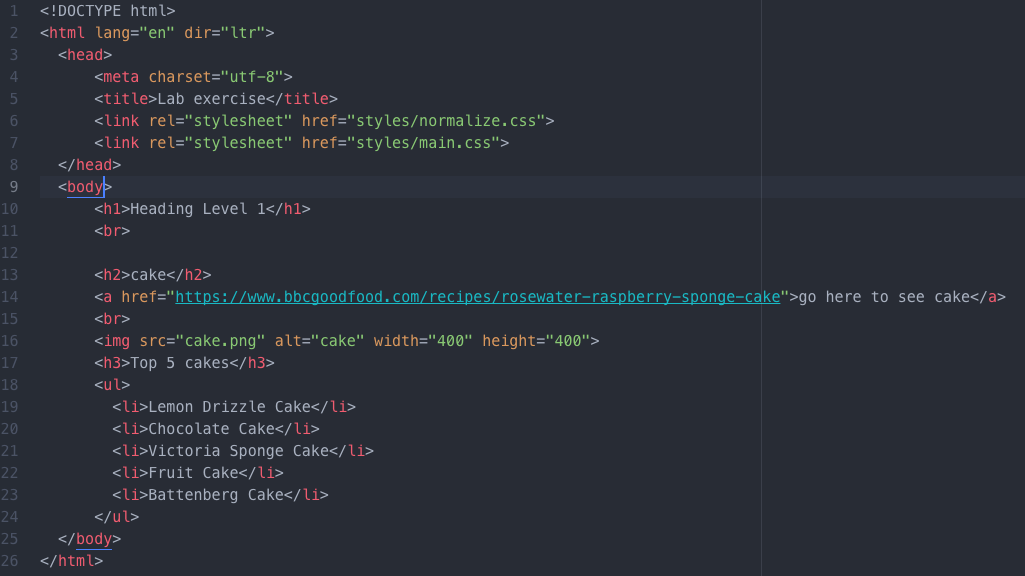 1 <!DOCTYPE html>
2 <html lang="en" dir="ltr">
3   <head>
4       <meta charset="utf-8">
5       <title>Lab exercise</title>
6       <link rel="stylesheet" href="styles/normalize.css">
7       <link rel="stylesheet" href="styles/main.css">
8   </head>
9   <body>
10       <h1>Heading Level 1</h1>
11       <br>
12
13       <h2>cake</h2>
14       <a href="https://www.bbcgoodfood.com/recipes/rosewater-raspberry-sponge-cake">go here to see cake</a>
15       <br>
16       <img src="cake.png" alt="cake" width="400" height="400">
17       <h3>Top 5 cakes</h3>
18       <ul>
19         <li>Lemon Drizzle Cake</li>
20         <li>Chocolate Cake</li>
21         <li>Victoria Sponge Cake</li>
22         <li>Fruit Cake</li>
23         <li>Battenberg Cake</li>
24       </ul>
25   </body>
26 </html>